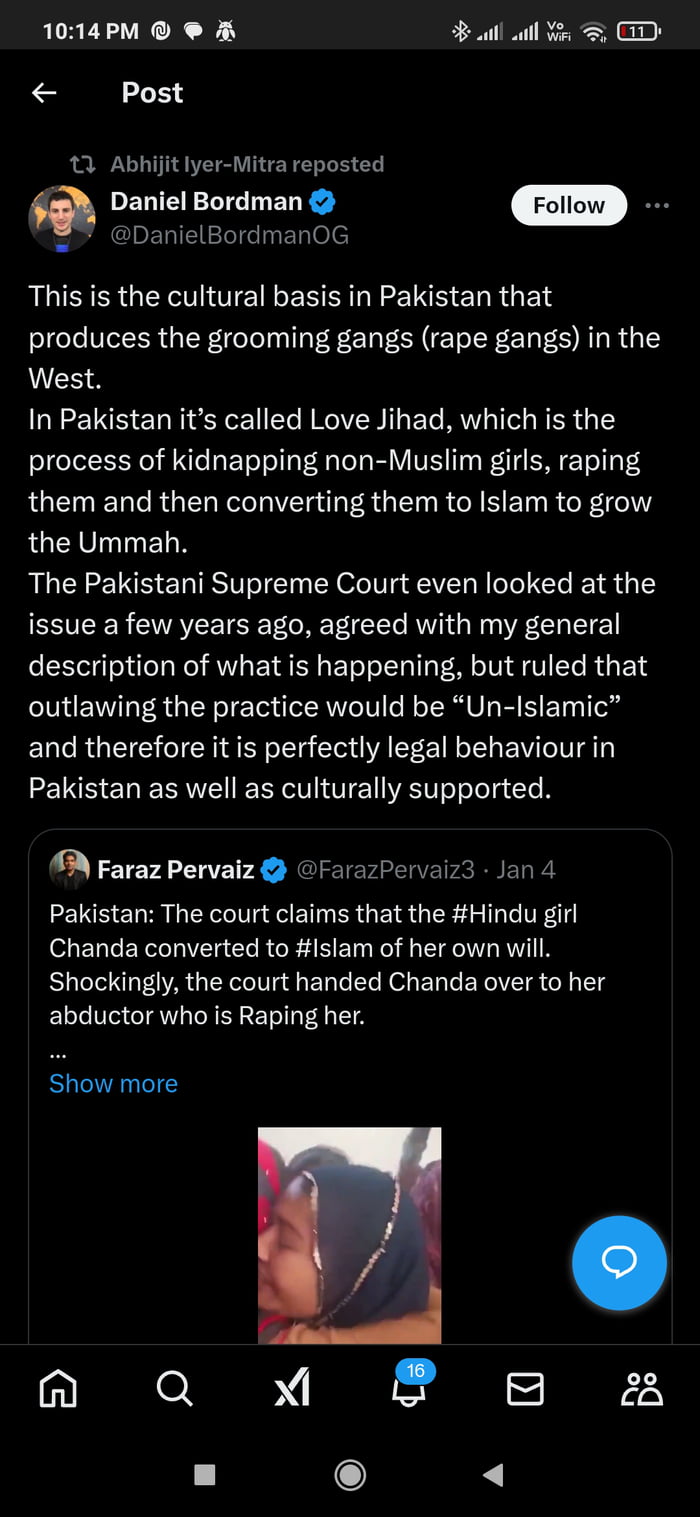 10:14 PM
Vo
WiFi
11
Post
Abhijit Iyer-Mitra reposted
Daniel Bordman
@DanielBordmanOG
Follow
This is the cultural basis in Pakistan that
produces the grooming gangs (rape gangs) in the
West.
In Pakistan it’s called Love Jihad, which is the
process of kidnapping non-Muslim girls, raping
them and then converting them to Islam to grow
the Ummah.
The Pakistani Supreme Court even looked at the
issue a few years ago, agreed with my general
description of what is happening, but ruled that
outlawing the practice would be “Un-Islamic”
and therefore it is perfectly legal behaviour in
Pakistan as well as culturally supported.
Faraz Pervaiz @FarazPervaiz3 · Jan 4
Pakistan: The court claims that the #Hindu girl
Chanda converted to #Islam of her own will.
Shockingly, the court handed Chanda over to her
abductor who is Raping her.
...
Show more
16